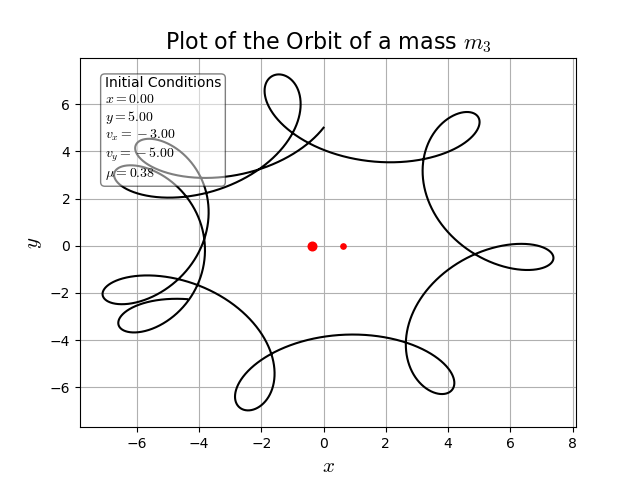 Plot of the Orbit of a mass m₃
Initial Conditions
x = 0.00
y = 5.00
vₓ = −3.00
v_y = −5.00
μ = 0.38
6
4
2
0
−2
−4
−6
y
−6 −4 −2 0 2 4 6 8
x